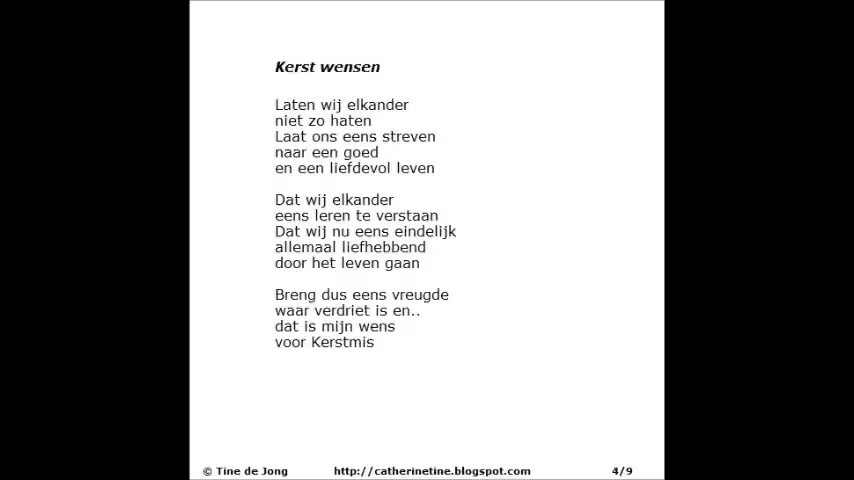 Kerst wensen
Laten wij elkander
niet zo haten
Laat ons eens streven
naar een goed
en een liefdevol leven
Dat wij elkander
eens leren te verstaan
Dat wij nu eens eindelijk
allemaal liefhebbend
door het leven gaan
Breng dus eens vreugde
waar verdriet is en..
dat is mijn wens
voor Kerstmis
© Tine de Jong http://catherinetine.blogspot.com 4/9